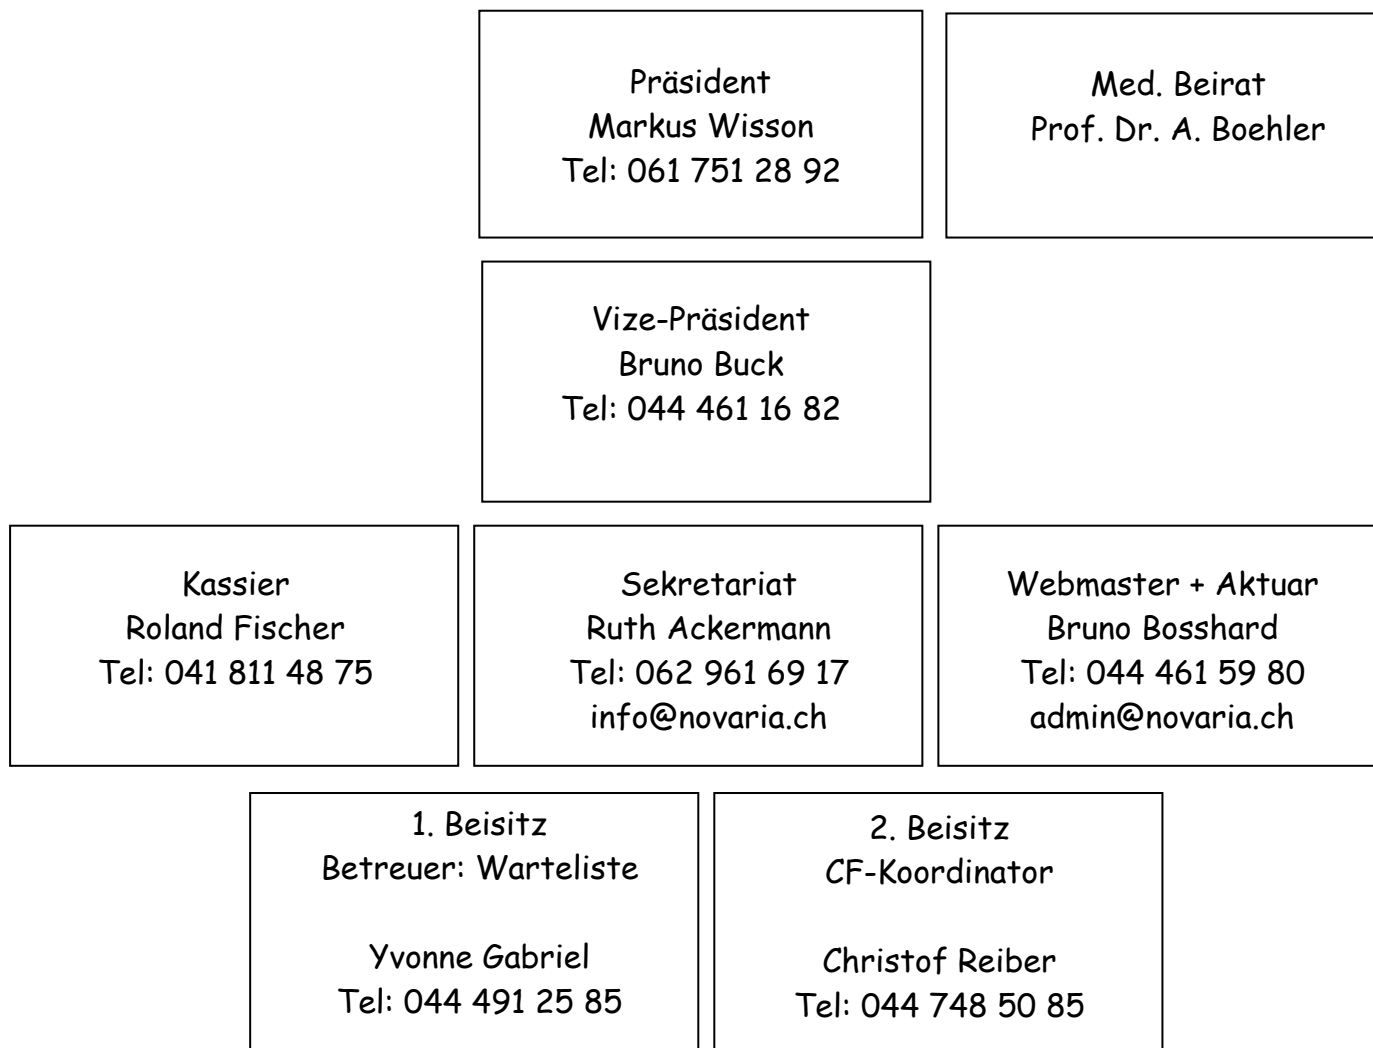 Präsident
Markus Wisson
Tel: 061 751 28 92
Med. Beirat
Prof. Dr. A. Boehler
Vize-Präsident
Bruno Buck
Tel: 044 461 16 82
Kassier
Roland Fischer
Tel: 041 811 48 75
Sekretariat
Ruth Ackermann
Tel: 062 961 69 17
info@novaria.ch
Webmaster + Aktuar
Bruno Bosshard
Tel: 044 461 59 80
admin@novaria.ch
1. Beisitz
Betreuer: Warteliste
Yvonne Gabriel
Tel: 044 491 25 85
2. Beisitz
CF-Koordinator
Christof Reiber
Tel: 044 748 50 85